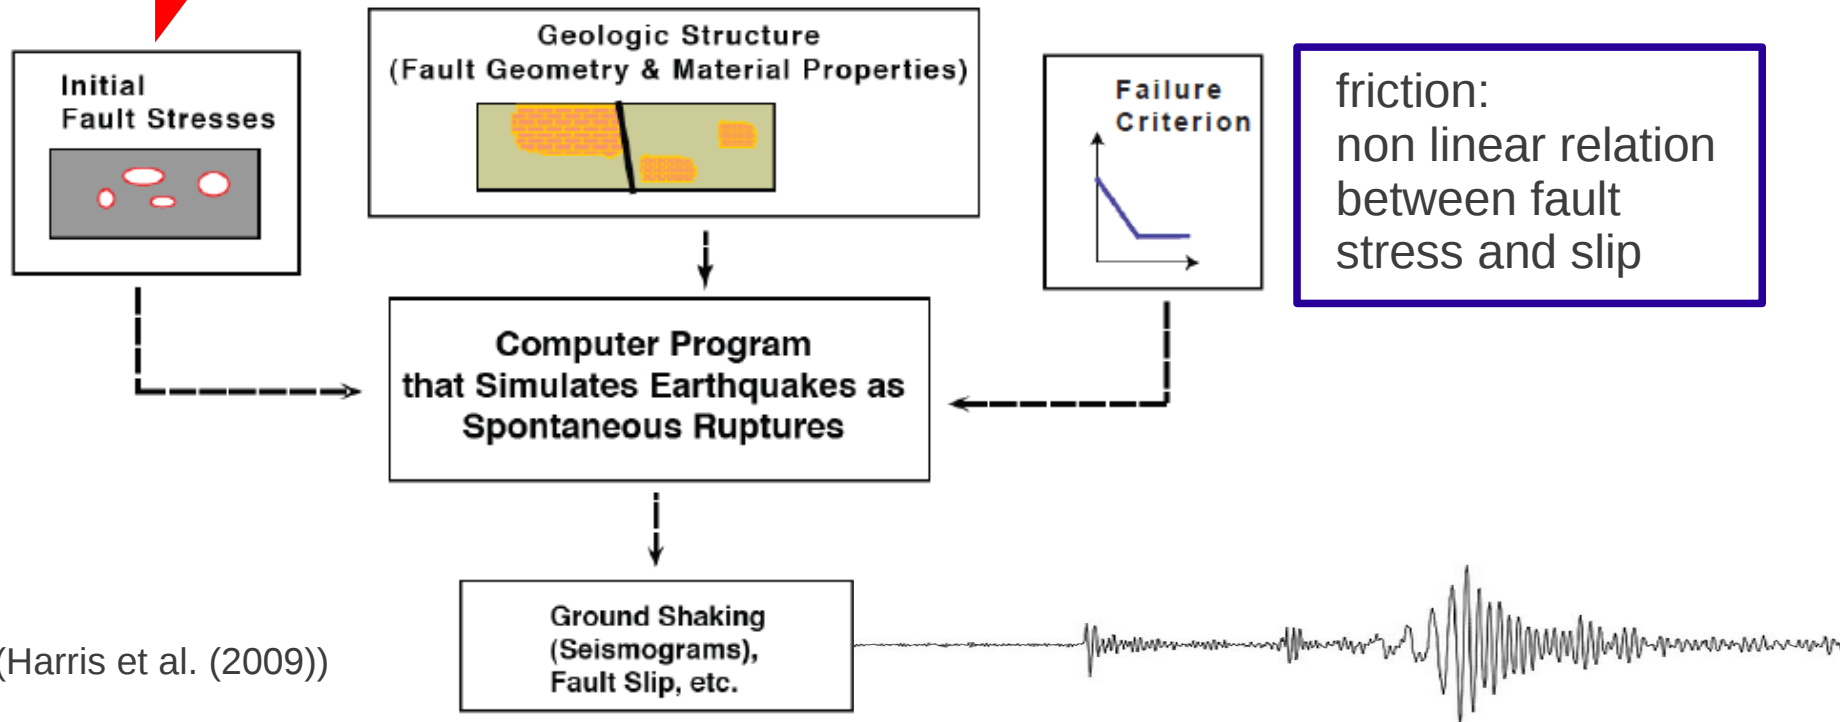 Initial
Fault Stresses
Geologic Structure
(Fault Geometry & Material Properties)
Failure
Criterion
friction:
non linear relation
between fault
stress and slip
Computer Program
that Simulates Earthquakes as
Spontaneous Ruptures
Ground Shaking
(Seismograms),
Fault Slip, etc.
(Harris et al. (2009))